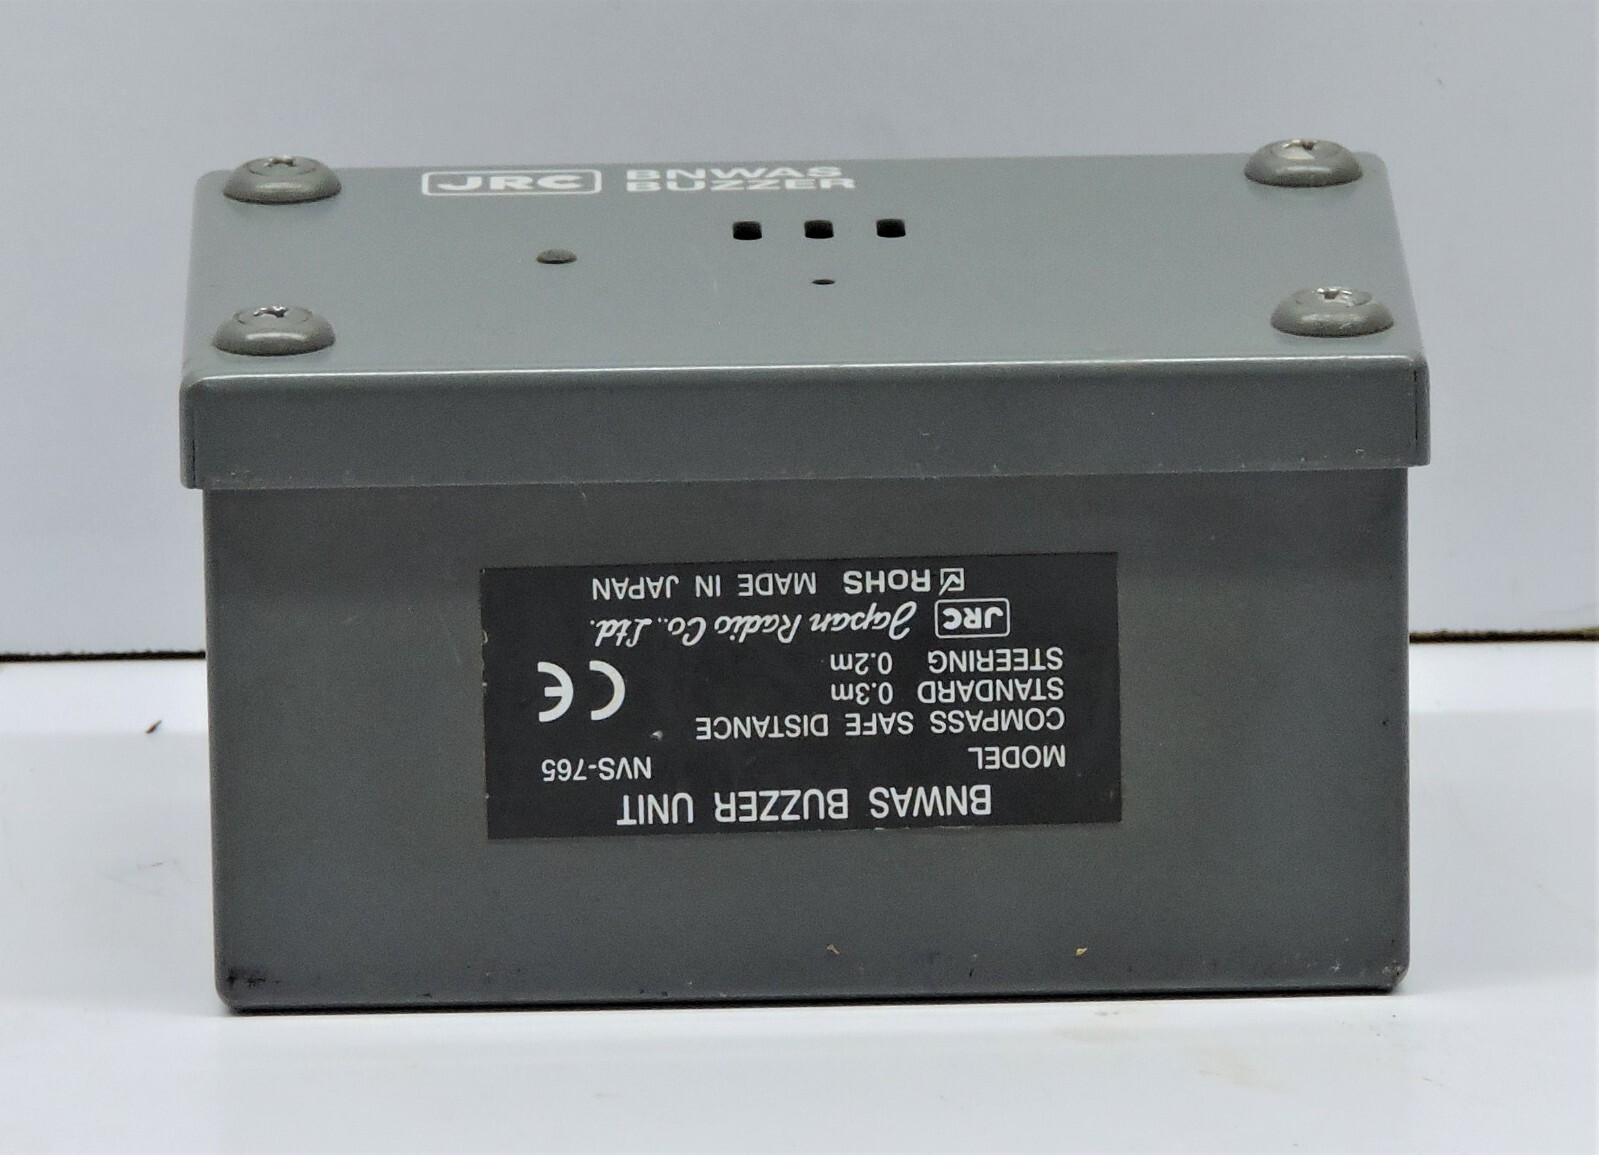 JRC BNWAS
BUZZER
BNWAS BUZZER UNIT
MODEL NVS-765
COMPASS SAFE DISTANCE
STANDARD 0.3m
STEERING 0.2m
CE
JRC Japan Radio Co., Ltd.
ROHS MADE IN JAPAN